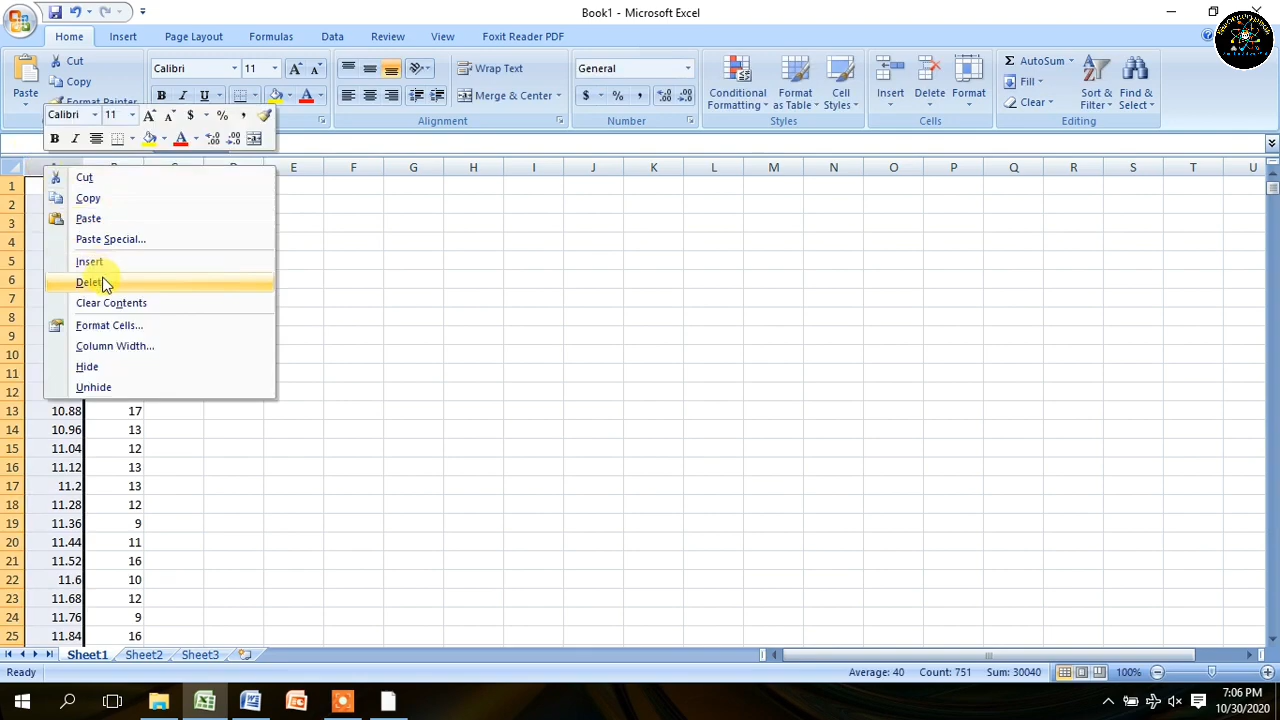 Book1 - Microsoft Excel
Home Insert Page Layout Formulas Data Review View Foxit Reader PDF
Paste
Cut
Copy
Format Painter
Calibri 11
B I U
Wrap Text
Merge & Center
Alignment
General
$ % ,
Number
Conditional Formatting
Format as Table
Cell Styles
Styles
Insert Delete Format
Cells
Σ AutoSum
Fill
Clear
Sort & Filter
Find & Select
Editing
Calibri 11 A A $ % ,
B I
E F G H I J K L M N O P Q R S T U
Cut
Copy
Paste
Paste Special...
Insert
Clear Contents
Format Cells...
Column Width...
Hide
Unhide
1
2
3
4
5
6
7
8
9
10
11
12
13 10.88 17
14 10.96 13
15 11.04 12
16 11.12 13
17 11.2 13
18 11.28 12
19 11.36 9
20 11.44 11
21 11.52 16
22 11.6 10
23 11.68 12
24 11.76 9
25 11.84 16
Sheet1 Sheet2 Sheet3
Ready Average: 40 Count: 751 Sum: 30040 100%
7:06 PM
10/30/2020